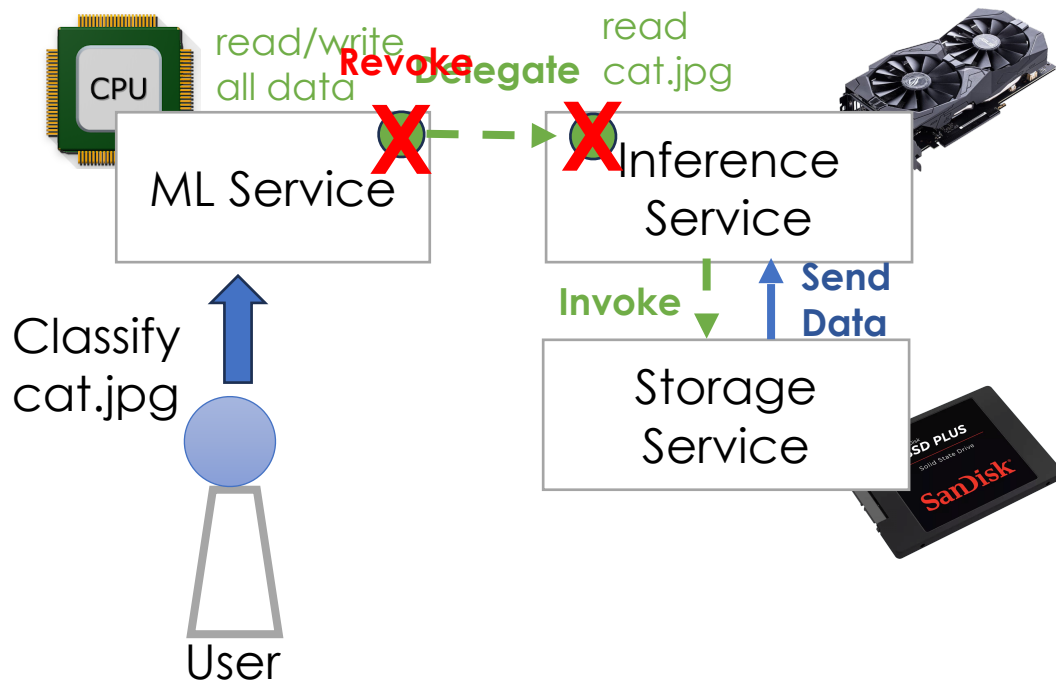 CPU
read/write
all data
Revoke
Delegate
read
cat.jpg
ML Service
Inference
Service
Invoke
Send
Data
Classify
cat.jpg
Storage
Service
SSD PLUS
Solid State Drive
SanDisk
User